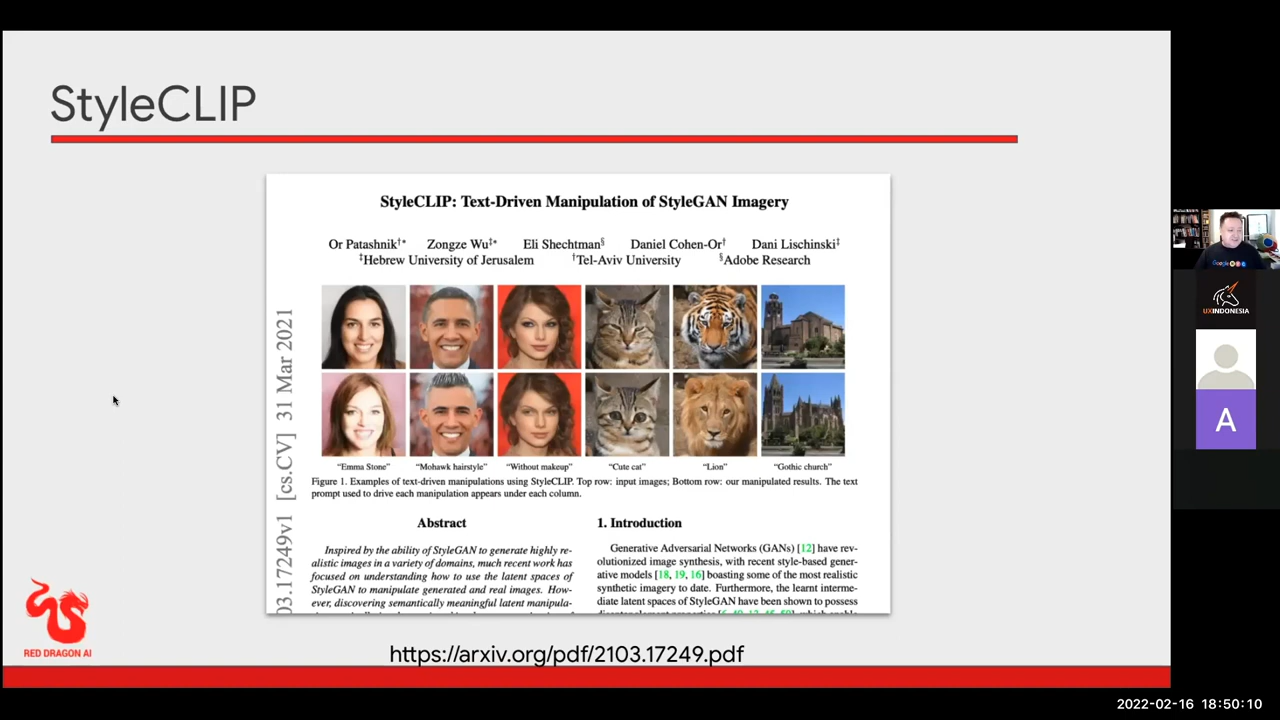 StyleCLIP
StyleCLIP: Text-Driven Manipulation of StyleGAN Imagery
Or Patashnik†* Zongze Wu‡* Eli Shechtman§ Daniel Cohen-Or† Dani Lischinski‡
‡Hebrew University of Jerusalem †Tel-Aviv University §Adobe Research
“Emma Stone” “Mohawk hairstyle” “Without makeup” “Cute cat” “Lion” “Gothic church”
Figure 1. Examples of text-driven manipulations using StyleCLIP. Top row: input images; Bottom row: our manipulated results. The text
prompt used to drive each manipulation appears under each column.
03.17249v1 [cs.CV] 31 Mar 2021
Abstract
Inspired by the ability of StyleGAN to generate highly re-
alistic images in a variety of domains, much recent work has
focused on understanding how to use the latent spaces of
StyleGAN to manipulate generated and real images. How-
ever, discovering semantically meaningful latent manipula-
1. Introduction
Generative Adversarial Networks (GANs) [12] have rev-
olutionized image synthesis, with recent style-based gener-
ative models [18, 19, 16] boasting some of the most realistic
synthetic imagery to date. Furthermore, the learnt interme-
diate latent spaces of StyleGAN have been shown to possess
RED DRAGON AI
https://arxiv.org/pdf/2103.17249.pdf
Google
UXINDONESIA
A
2022-02-16 18:50:10